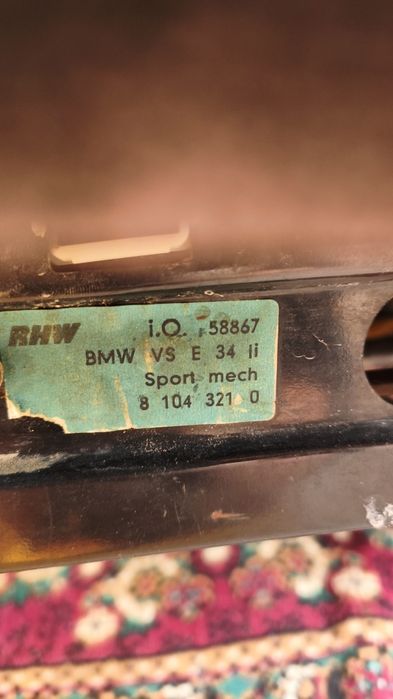 RHW i.O. 58867
BMW VS E 34 li
Sport mech
8 104 321 0